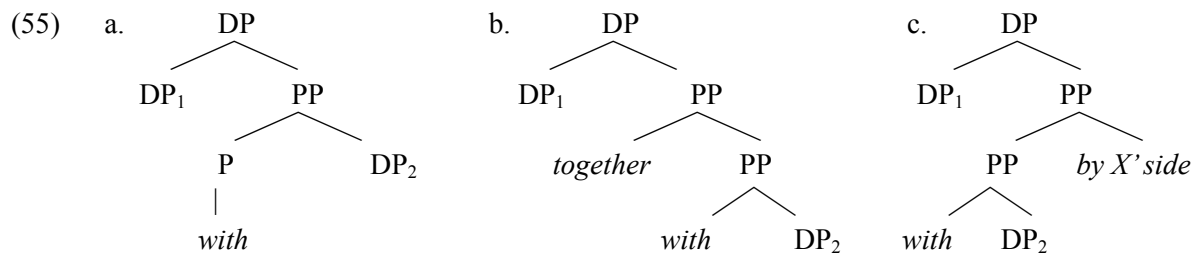 (55) a. DP b. DP c. DP
DP₁ PP DP₁ PP DP₁ PP
P DP₂ together PP PP by X' side
with with DP₂ with DP₂